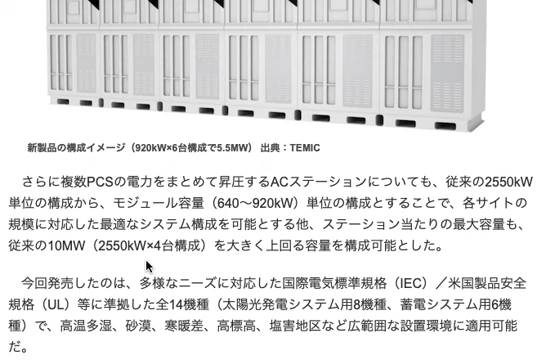 新製品の構成イメージ（920kW×6台構成で5.5MW） 出典：TEMIC
さらに複数PCSの電力をまとめて昇圧するACステーションについても、従来の2550kW
単位の構成から、モジュール容量（640〜920kW）単位の構成とすることで、各サイトの
規模に対応した最適なシステム構成を可能とする他、ステーション当たりの最大容量も、
従来の10MW（2550kW×4台構成）を大きく上回る容量を構成可能とした。
今回発売したのは、多様なニーズに対応した国際電気標準規格（IEC）／米国製品安全
規格（UL）等に準拠した全14機種（太陽光発電システム用8機種、蓄電システム用6機
種）で、高温多湿、砂漠、寒暖差、高標高、塩害地区など広範囲な設置環境に適用可能
だ。